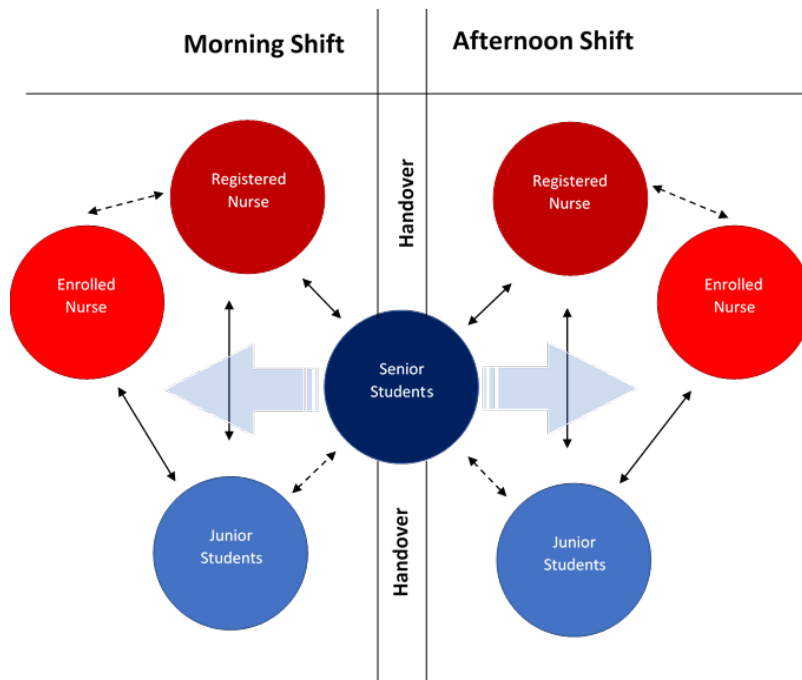 Morning Shift
Afternoon Shift
Handover
Registered
Nurse
Registered
Nurse
Enrolled
Nurse
Enrolled
Nurse
Senior
Students
Junior
Students
Junior
Students
Handover